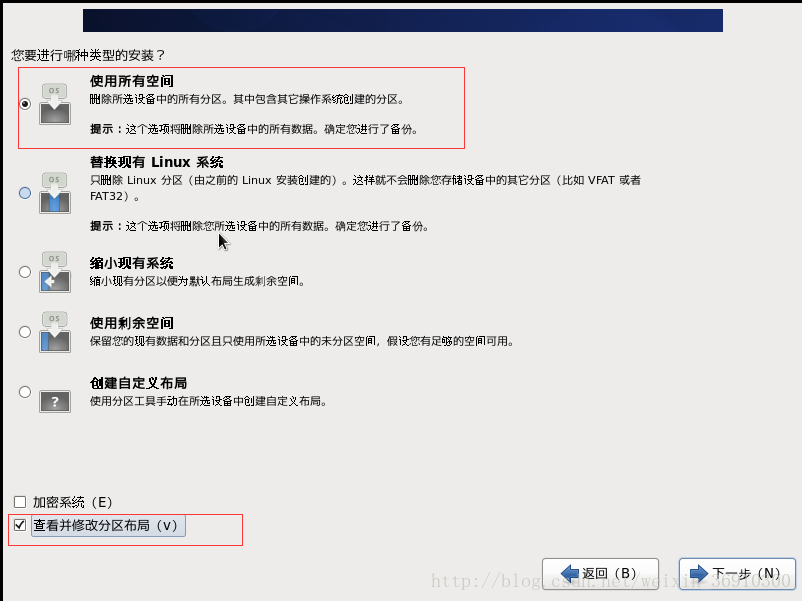 您要进行哪种类型的安装？
使用所有空间
删除所选设备中的所有分区。其中包含其它操作系统创建的分区。
提示：这个选项将删除所选设备中的所有数据。确定您进行了备份。
替换现有 Linux 系统
只删除 Linux 分区（由之前的 Linux 安装创建的）。这样就不会删除您存储设备中的其它分区（比如 VFAT 或者
FAT32）。
提示：这个选项将删除您所选设备中的所有数据。确定您进行了备份。
缩小现有系统
缩小现有分区以便为默认布局生成剩余空间。
使用剩余空间
保留您的现有数据和分区且只使用所选设备中的未分区空间，假设您有足够的空间可用。
创建自定义布局
使用分区工具手动在所选设备中创建自定义布局。
OS
OS
OS
OS
?
加密系统（E）
查看并修改分区布局（v）
返回（B）
下一步（N）
http://blog.csdn.net/weixin_36910300